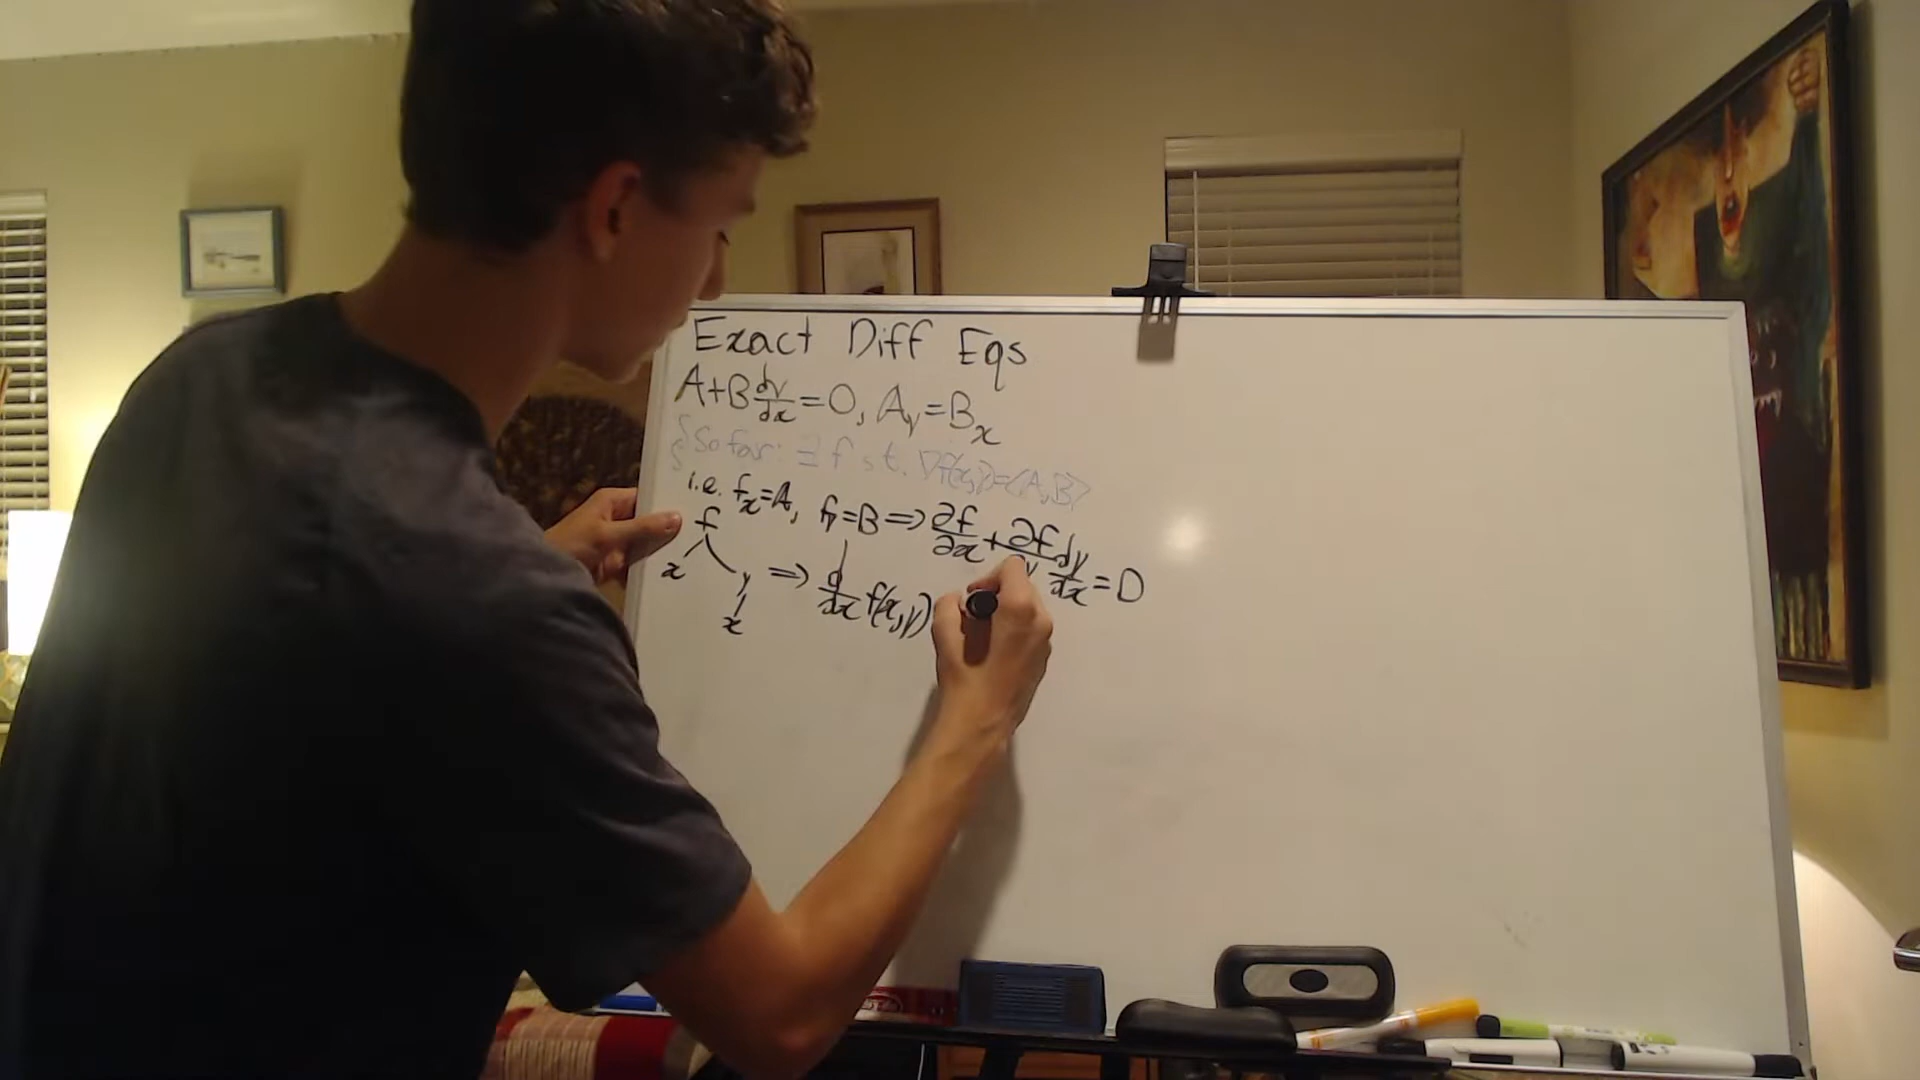 Exact Diff Eqs
A+B dy/dx =0, A_y=B_x
So far: ∃ f s.t. ∇f(x,y)=⟨A,B⟩
i.e. f_x=A, f_y=B ⇒ ∂f/∂x + ∂f/∂y dy/dx = 0
f
x y ⇒ d/dx f(x,y)
x